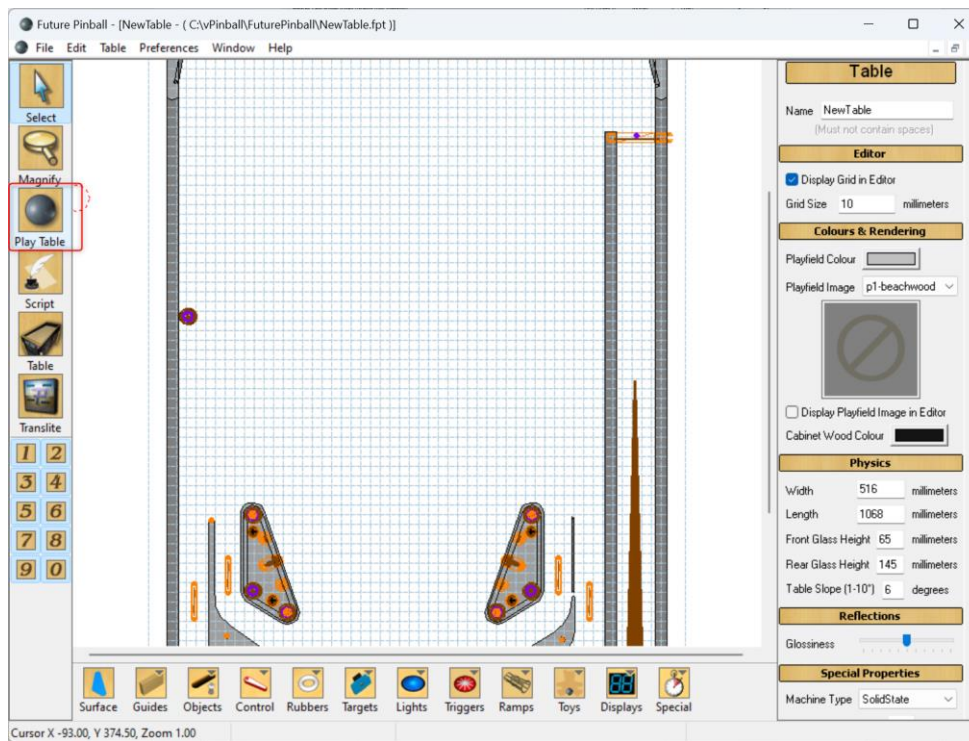 Future Pinball - [NewTable - ( C:\vPinball\FuturePinball\NewTable.fpt )]
File Edit Table Preferences Window Help
Select
Magnify
Play Table
Script
Table
Translite
1 2
3 4
5 6
7 8
9 0
Table
Name NewTable
(Must not contain spaces)
Editor
Display Grid in Editor
Grid Size 10 millimeters
Colours & Rendering
Playfield Colour
Playfield Image p1-beachwood
Display Playfield Image in Editor
Cabinet Wood Colour
Physics
Width 516 millimeters
Length 1068 millimeters
Front Glass Height 65 millimeters
Rear Glass Height 145 millimeters
Table Slope (1-10°) 6 degrees
Reflections
Glossiness
Special Properties
Machine Type SolidState
Surface Guides Objects Control Rubbers Targets Lights Triggers Ramps Toys Displays Special
Cursor X -93.00, Y 374.50, Zoom 1.00